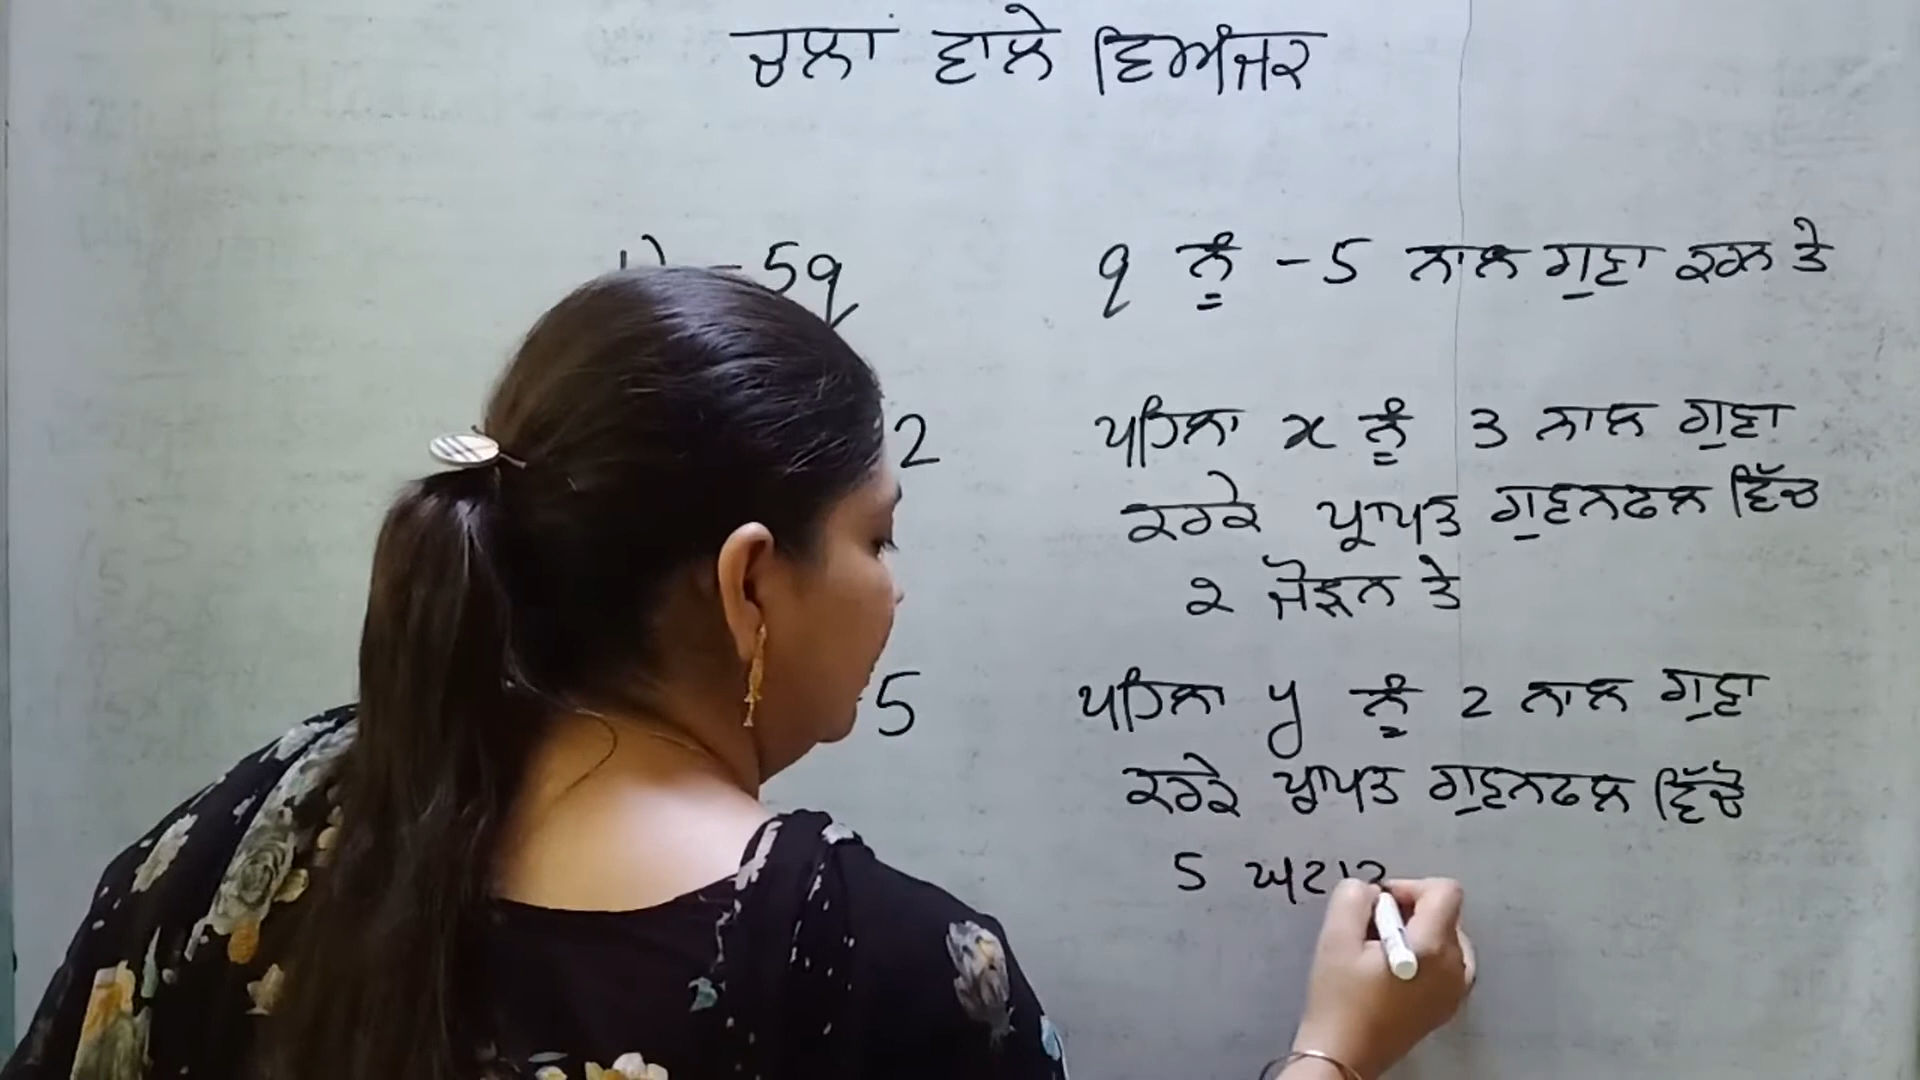 ਚਲਾਂ ਵਾਲੇ ਵਿਅੰਜਕ
-5q q ਨੂੰ -5 ਨਾਲ ਗੁਣਾ ਕਰਨ ਤੇ
2 ਪਹਿਲਾ x ਨੂੰ 3 ਨਾਲ ਗੁਣਾ
ਕਰਕੇ ਪ੍ਰਾਪਤ ਗੁਣਨਫਲ ਵਿੱਚ
2 ਜੋੜਨ ਤੇ
5 ਪਹਿਲਾ y ਨੂੰ 2 ਨਾਲ ਗੁਣਾ
ਕਰਕੇ ਪ੍ਰਾਪਤ ਗੁਣਨਫਲ ਵਿੱਚੋ
5